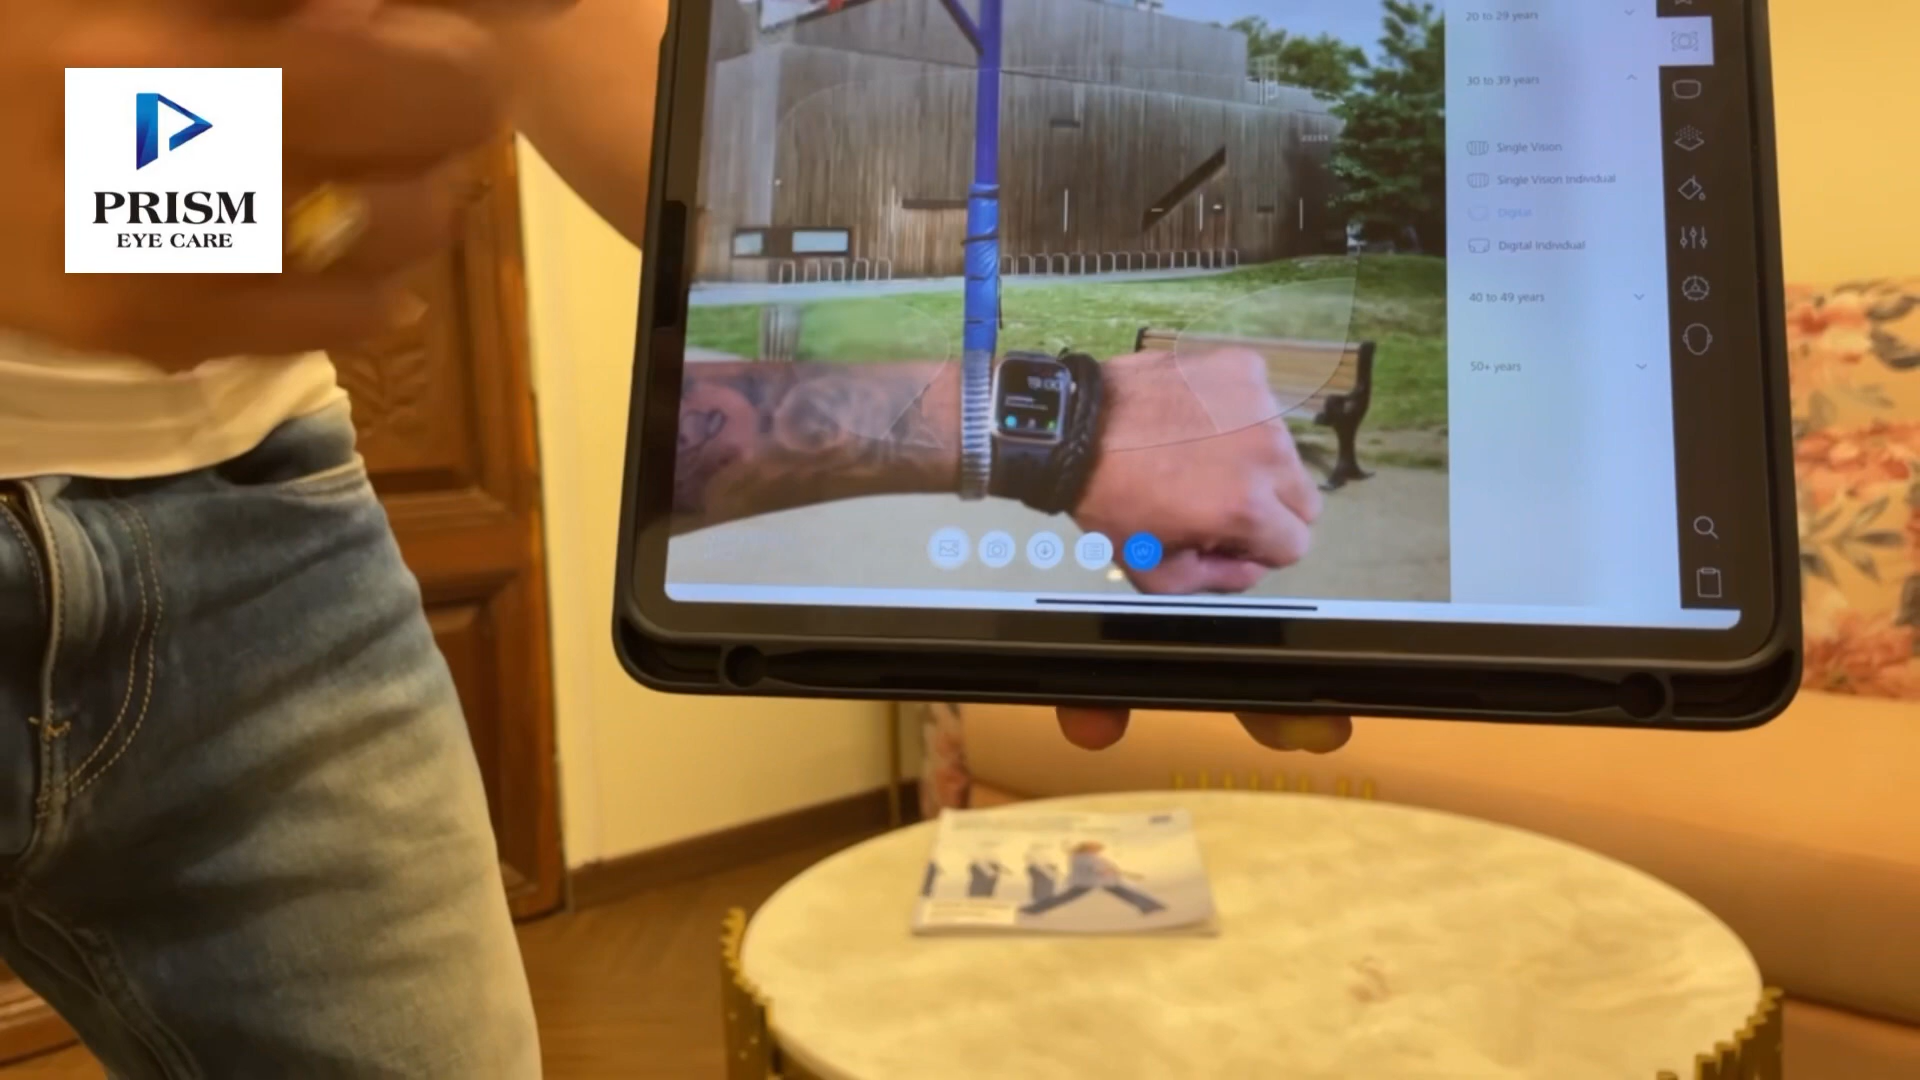 PRISM
EYE CARE
20 to 29 years
30 to 39 years
Single Vision
Single Vision Individual
Digital
Digital Individual
40 to 49 years
50+ years